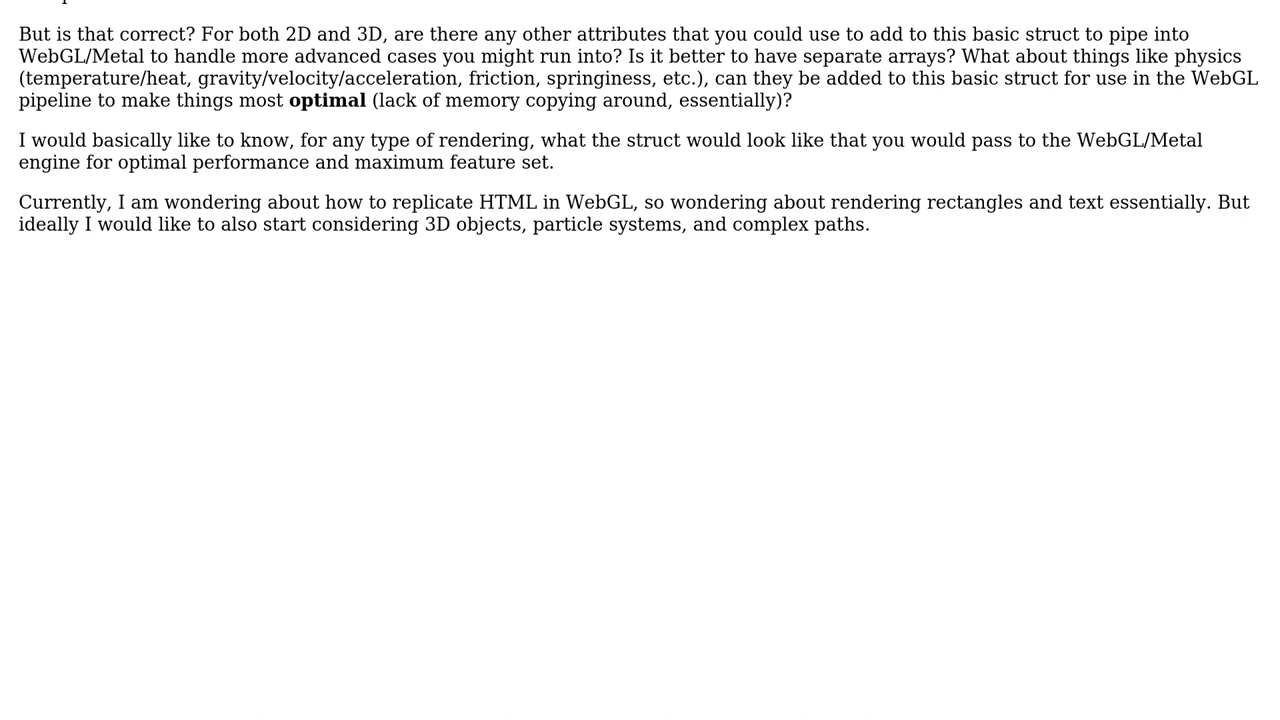 But is that correct? For both 2D and 3D, are there any other attributes that you could use to add to this basic struct to pipe into
WebGL/Metal to handle more advanced cases you might run into? Is it better to have separate arrays? What about things like physics
(temperature/heat, gravity/velocity/acceleration, friction, springiness, etc.), can they be added to this basic struct for use in the WebGL
pipeline to make things most optimal (lack of memory copying around, essentially)?
I would basically like to know, for any type of rendering, what the struct would look like that you would pass to the WebGL/Metal
engine for optimal performance and maximum feature set.
Currently, I am wondering about how to replicate HTML in WebGL, so wondering about rendering rectangles and text essentially. But
ideally I would like to also start considering 3D objects, particle systems, and complex paths.